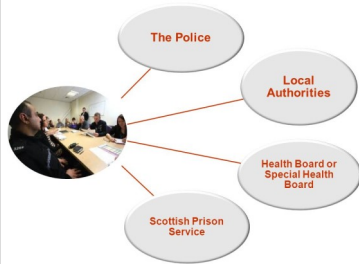 The Police
Local
Authorities
Health Board or
Special Health
Board
Scottish Prison
Service